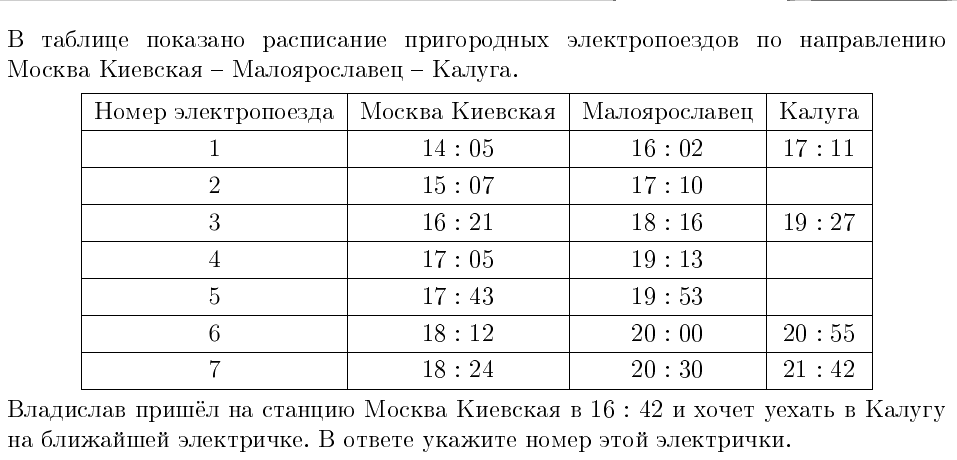 В таблице показано расписание пригородных электропоездов по направлению
Москва Киевская – Малоярославец – Калуга.
Номер электропоезда Москва Киевская Малоярославец Калуга
1 14 : 05 16 : 02 17 : 11
2 15 : 07 17 : 10
3 16 : 21 18 : 16 19 : 27
4 17 : 05 19 : 13
5 17 : 43 19 : 53
6 18 : 12 20 : 00 20 : 55
7 18 : 24 20 : 30 21 : 42
Владислав пришёл на станцию Москва Киевская в 16 : 42 и хочет уехать в Калугу
на ближайшей электричке. В ответе укажите номер этой электрички.